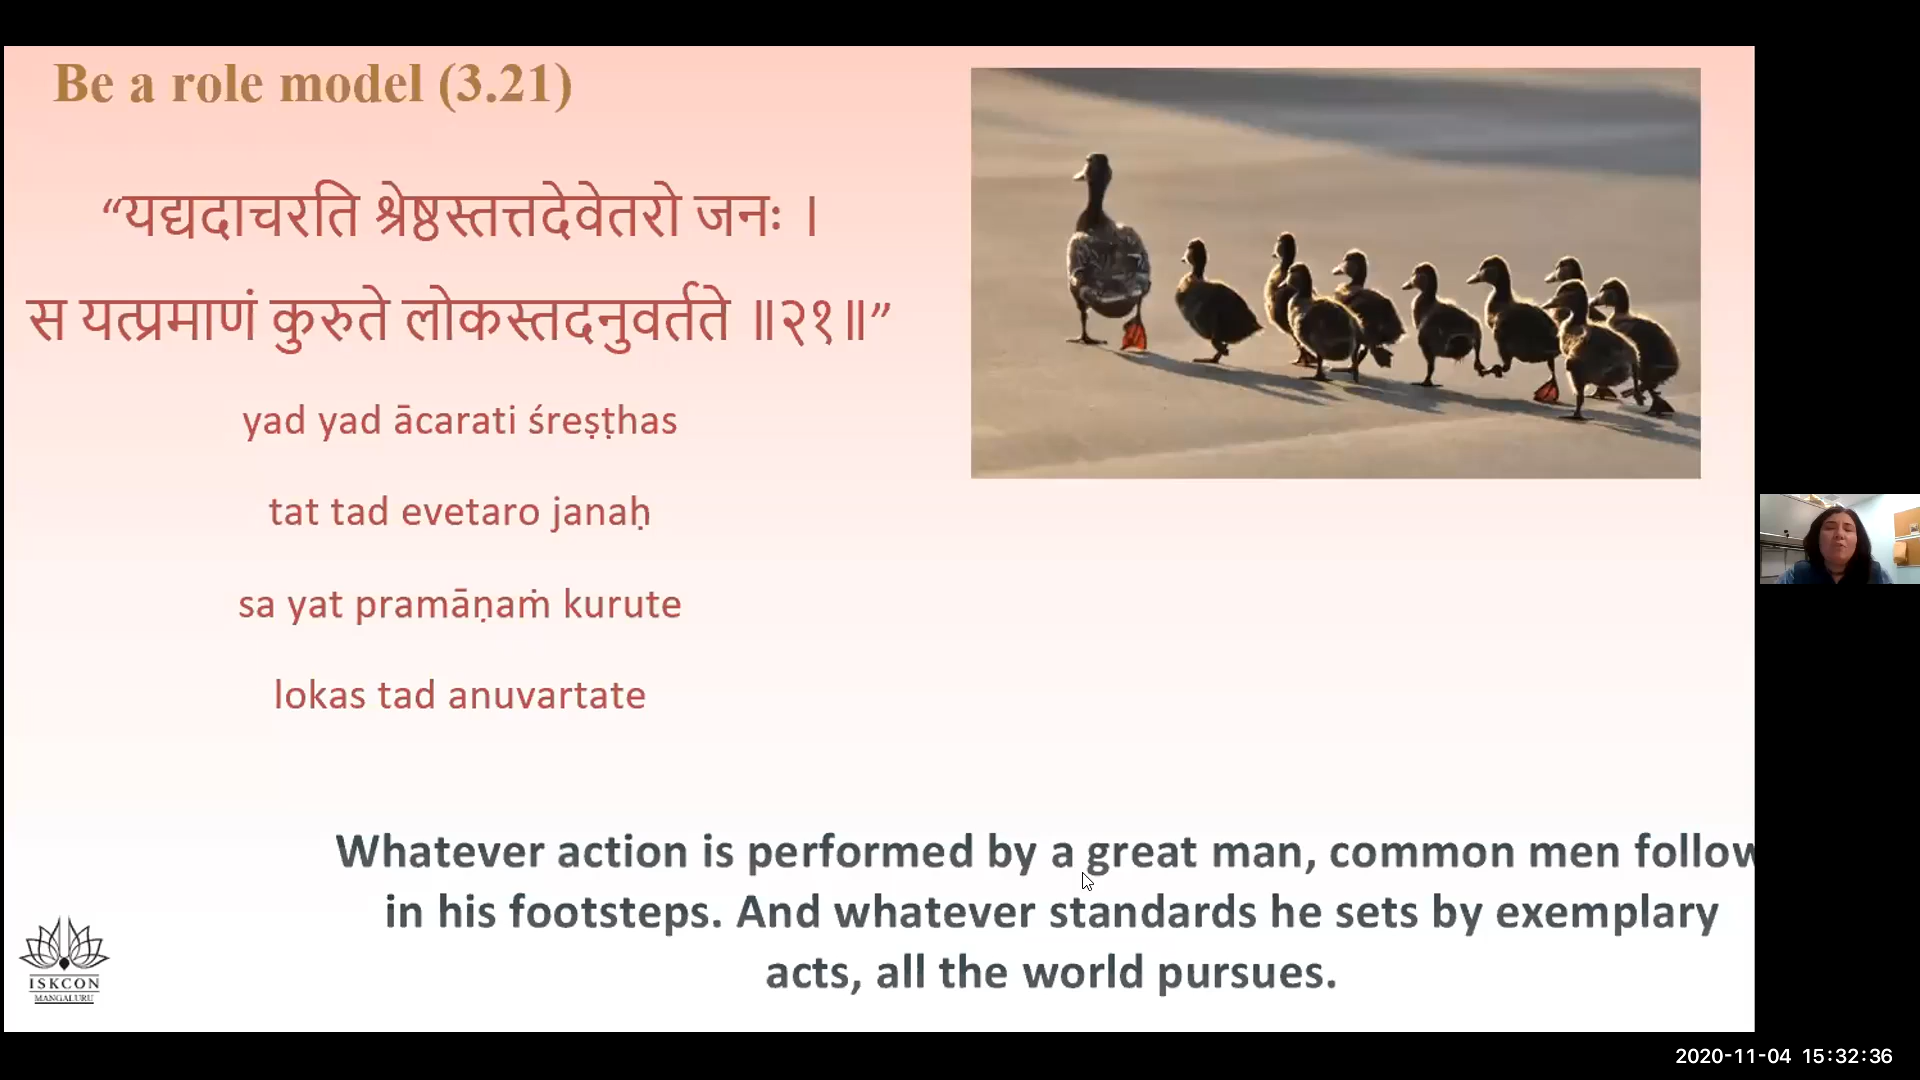 Be a role model (3.21)
“यद्यदाचरति श्रेष्ठस्तत्तदेवेतरो जनः ।
स यत्प्रमाणं कुरुते लोकस्तदनुवर्तते ॥२१॥”
yad yad ācarati śreṣṭhas
tat tad evetaro janaḥ
sa yat pramāṇaṁ kurute
lokas tad anuvartate
Whatever action is performed by a great man, common men follow
in his footsteps. And whatever standards he sets by exemplary
acts, all the world pursues.
ISKCON
MANGALURU
2020-11-04 15:32:36